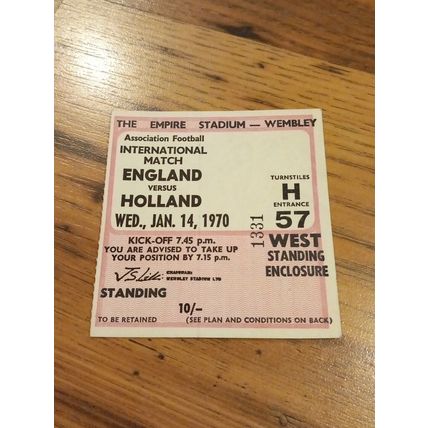 THE EMPIRE STADIUM — WEMBLEY
Association Football
INTERNATIONAL
MATCH
ENGLAND
VERSUS
HOLLAND
WED., JAN. 14, 1970
KICK-OFF 7.45 p.m.
YOU ARE ADVISED TO TAKE UP
YOUR POSITION BY 7.15 p.m.
CHAIRMAN:
WEMBLEY STADIUM LTD
STANDING
10/–
TO BE RETAINED
(SEE PLAN AND CONDITIONS ON BACK)
1331
TURNSTILES
H
ENTRANCE
57
WEST
STANDING
ENCLOSURE